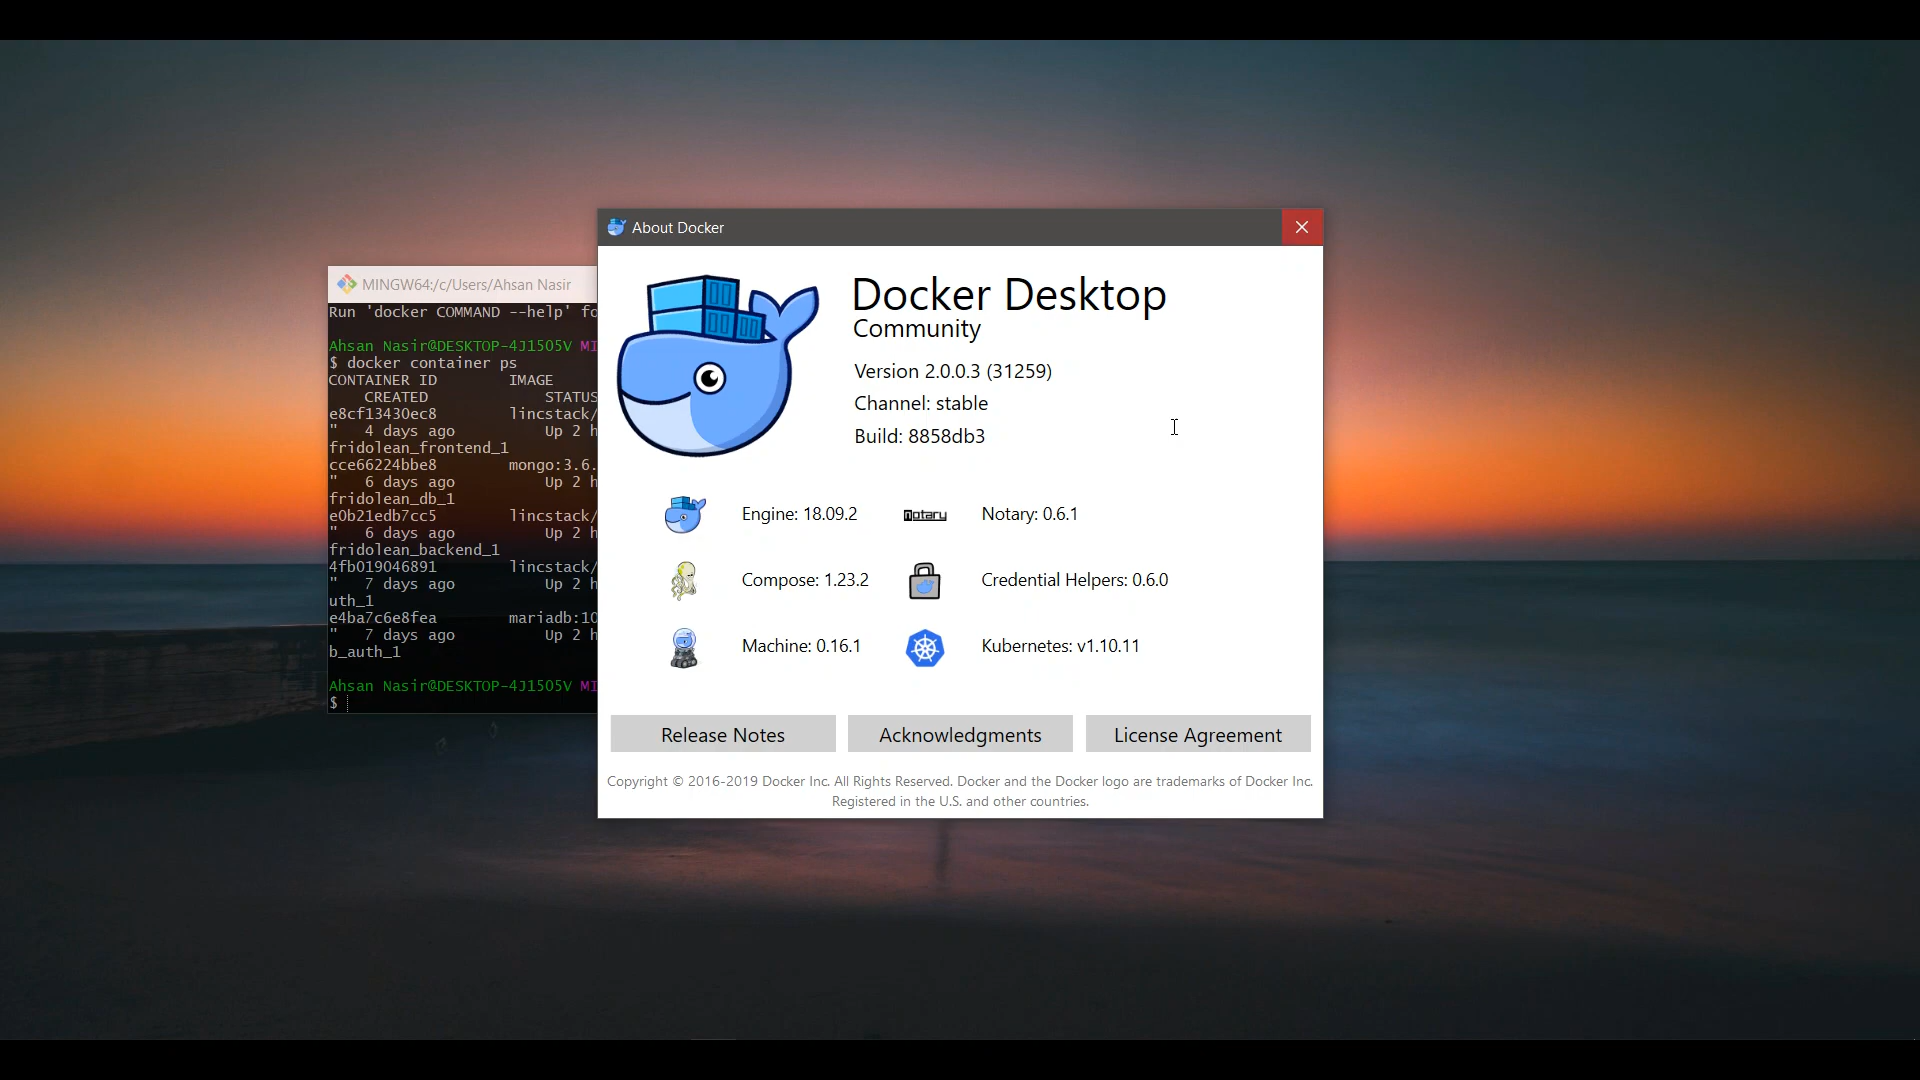 About Docker
MINGW64:/c/Users/Ahsan Nasir
Run 'docker COMMAND --help' fo
Ahsan Nasir@DESKTOP-4J1505V MI
$ docker container ps
CONTAINER ID IMAGE
CREATED STATUS
e8cf13430ec8 lincstack/
" 4 days ago Up 2 h
fridolean_frontend_1
cce66224bbe8 mongo:3.6.
" 6 days ago Up 2 h
fridolean_db_1
e0b21edb7cc5 lincstack/
" 6 days ago Up 2 h
fridolean_backend_1
4fb019046891 lincstack/
" 7 days ago Up 2 h
uth_1
e4ba7c6e8fea mariadb:10
" 7 days ago Up 2 h
b_auth_1
Ahsan Nasir@DESKTOP-4J1505V MI
$
Docker Desktop
Community
Version 2.0.0.3 (31259)
Channel: stable
Build: 8858db3
Engine: 18.09.2
notary
Notary: 0.6.1
Compose: 1.23.2
Credential Helpers: 0.6.0
Machine: 0.16.1
Kubernetes: v1.10.11
Release Notes
Acknowledgments
License Agreement
Copyright © 2016-2019 Docker Inc. All Rights Reserved. Docker and the Docker logo are trademarks of Docker Inc.
Registered in the U.S. and other countries.